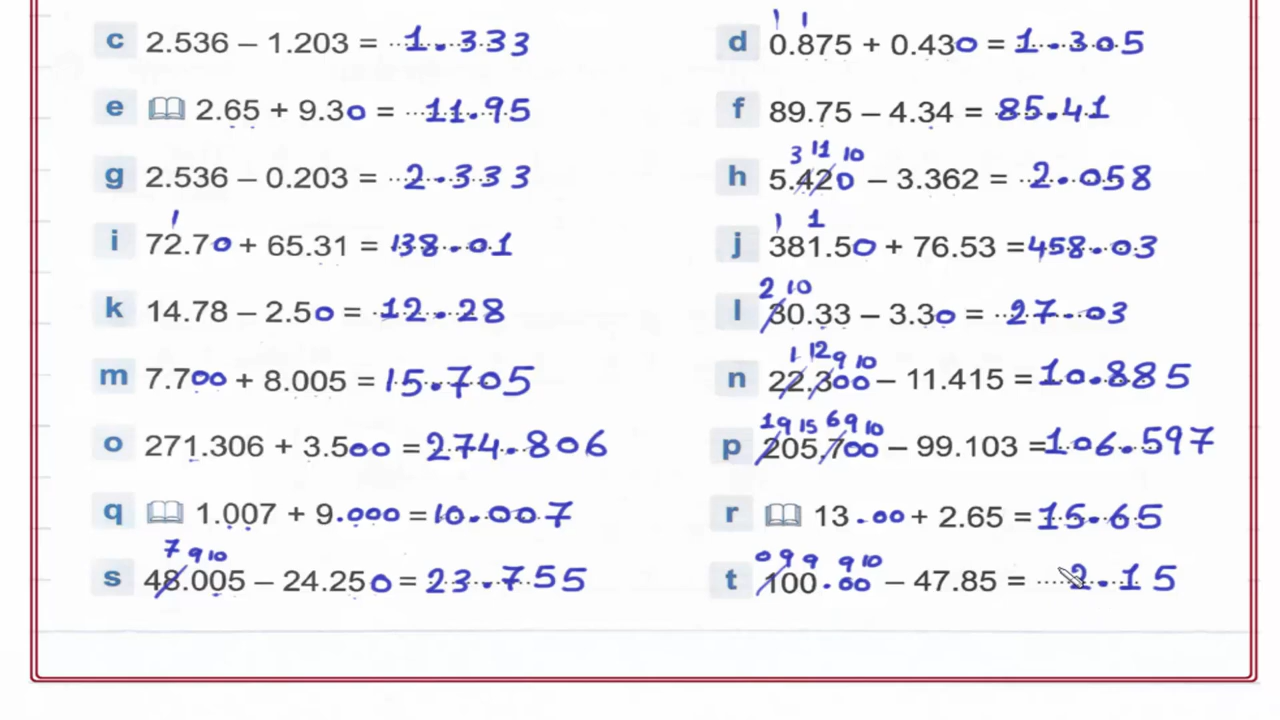 c 2.536 – 1.203 = 1.333
d 0.875 + 0.430 = 1.305
e 2.65 + 9.30 = 11.95
f 89.75 – 4.34 = 85.41
g 2.536 – 0.203 = 2.333
h 5.420 – 3.362 = 2.058
i 72.70 + 65.31 = 138.01
j 381.50 + 76.53 = 458.03
k 14.78 – 2.50 = 12.28
l 30.33 – 3.30 = 27.03
m 7.700 + 8.005 = 15.705
n 22.300 – 11.415 = 10.885
o 271.306 + 3.500 = 274.806
p 205,700 – 99.103 = 106.597
q 1.007 + 9.000 = 10.007
r 13.00 + 2.65 = 15.65
s 48.005 – 24.250 = 23.755
t 100.00 – 47.85 = 2.15